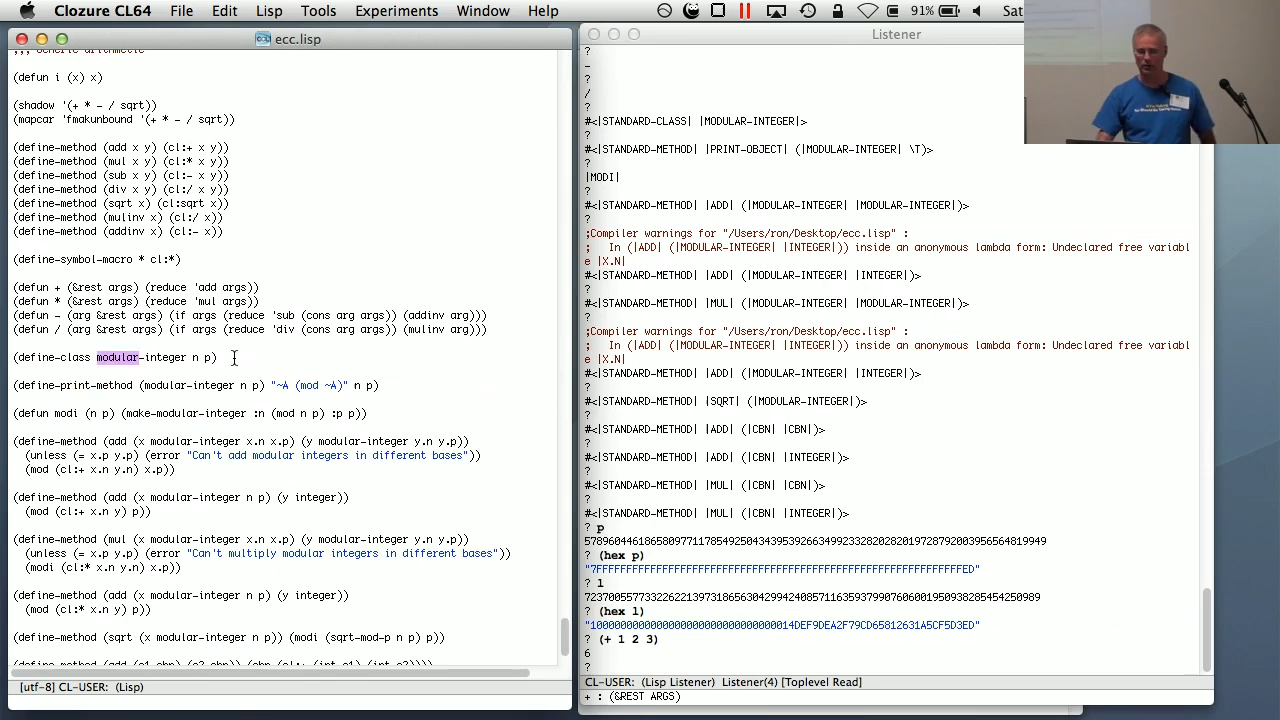 Clozure CL64 File Edit Lisp Tools Experiments Window Help 91% Sat
ecc.lisp
;;; Generic arithmetic
(defun i (x) x)
(shadow '(+ * - / sqrt))
(mapcar 'fmakunbound '(+ * - / sqrt))
(define-method (add x y) (cl:+ x y))
(define-method (mul x y) (cl:* x y))
(define-method (sub x y) (cl:- x y))
(define-method (div x y) (cl:/ x y))
(define-method (sqrt x) (cl:sqrt x))
(define-method (mulinv x) (cl:/ x))
(define-method (addinv x) (cl:- x))
(define-symbol-macro * cl:*)
(defun + (&rest args) (reduce 'add args))
(defun * (&rest args) (reduce 'mul args))
(defun - (arg &rest args) (if args (reduce 'sub (cons arg args)) (addinv arg)))
(defun / (arg &rest args) (if args (reduce 'div (cons arg args)) (mulinv arg)))
(define-class modular-integer n p)
(define-print-method (modular-integer n p) "~A (mod ~A)" n p)
(defun modi (n p) (make-modular-integer :n (mod n p) :p p))
(define-method (add (x modular-integer x.n x.p) (y modular-integer y.n y.p))
(unless (= x.p y.p) (error "Can't add modular integers in different bases"))
(mod (cl:+ x.n y.n) x.p))
(define-method (add (x modular-integer n p) (y integer))
(mod (cl:+ x.n y) p))
(define-method (mul (x modular-integer x.n x.p) (y modular-integer y.n y.p))
(unless (= x.p y.p) (error "Can't multiply modular integers in different bases"))
(modi (cl:* x.n y.n) x.p))
(define-method (add (x modular-integer n p) (y integer))
(mod (cl:* x.n y) p))
(define-method (sqrt (x modular-integer n p)) (modi (sqrt-mod-p n p) p))
[utf-8] CL-USER: (Lisp)
Listener
?
-
?
/
?
#<|STANDARD-CLASS| |MODULAR-INTEGER|>
?
#<|STANDARD-METHOD| |PRINT-OBJECT| (|MODULAR-INTEGER| \T)>
?
|MODI|
?
#<|STANDARD-METHOD| |ADD| (|MODULAR-INTEGER| |MODULAR-INTEGER|)>
?
;Compiler warnings for "/Users/ron/Desktop/ecc.lisp" :
;   In (|ADD| (|MODULAR-INTEGER| |INTEGER|)) inside an anonymous lambda form: Undeclared free variabl
e |X.N|
#<|STANDARD-METHOD| |ADD| (|MODULAR-INTEGER| |INTEGER|)>
?
#<|STANDARD-METHOD| |MUL| (|MODULAR-INTEGER| |MODULAR-INTEGER|)>
?
;Compiler warnings for "/Users/ron/Desktop/ecc.lisp" :
;   In (|ADD| (|MODULAR-INTEGER| |INTEGER|)) inside an anonymous lambda form: Undeclared free variabl
e |X.N|
#<|STANDARD-METHOD| |ADD| (|MODULAR-INTEGER| |INTEGER|)>
?
#<|STANDARD-METHOD| |SQRT| (|MODULAR-INTEGER|)>
?
#<|STANDARD-METHOD| |ADD| (|CBN| |CBN|)>
?
#<|STANDARD-METHOD| |ADD| (|CBN| |INTEGER|)>
?
#<|STANDARD-METHOD| |MUL| (|CBN| |CBN|)>
?
#<|STANDARD-METHOD| |MUL| (|CBN| |INTEGER|)>
? p
57896044618658097711785492504343953926634992332820282019728792003956564819949
? (hex p)
"7FFFFFFFFFFFFFFFFFFFFFFFFFFFFFFFFFFFFFFFFFFFFFFFFFFFFFFFFFFFFFED"
? l
7237005577332262213973186563042994240857116359379907606001950938285454250989
? (hex l)
"1000000000000000000000000000000014DEF9DEA2F79CD65812631A5CF5D3ED"
? (+ 1 2 3)
6
?
CL-USER: (Lisp Listener) Listener(4) [Toplevel Read]
+ : (&REST ARGS)